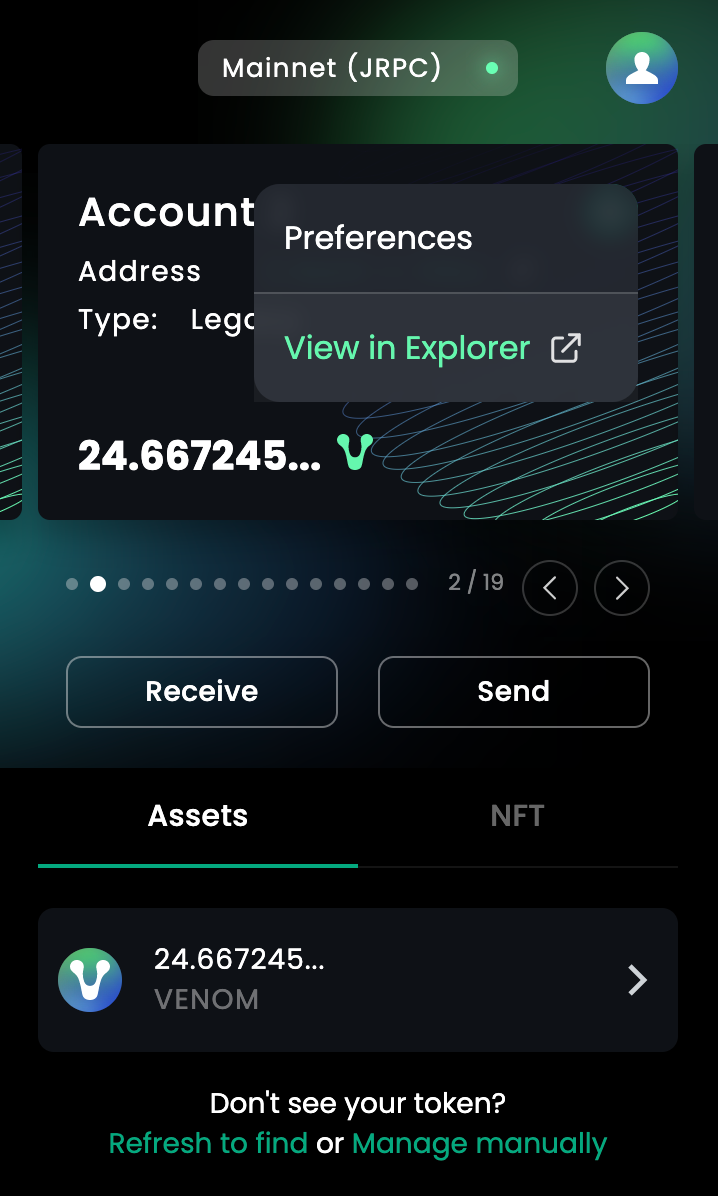 Mainnet (JRPC)
Account
Preferences
Address
Type:
View in Explorer
24.667245...
2 / 19
Receive
Send
Assets
NFT
24.667245...
VENOM
Don't see your token?
Refresh to find or Manage manually